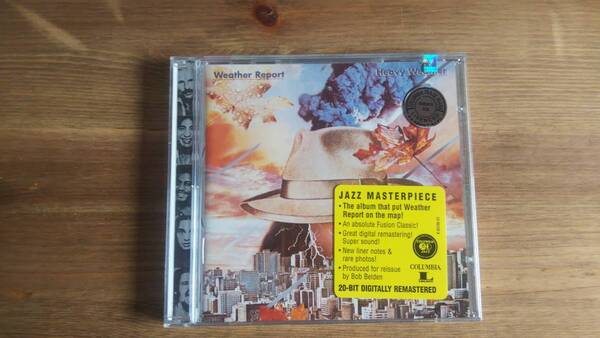 Weather Report
Heavy Weather
JAZZ MASTERPIECE
• The album that put Weather
Report on the map!
• An absolute Fusion Classic!
• Great digital remastering!
Super sound!
• New liner notes &
rare photos!
• Produced for reissue
by Bob Belden
COLUMBIA
20-BIT DIGITALLY REMASTERED